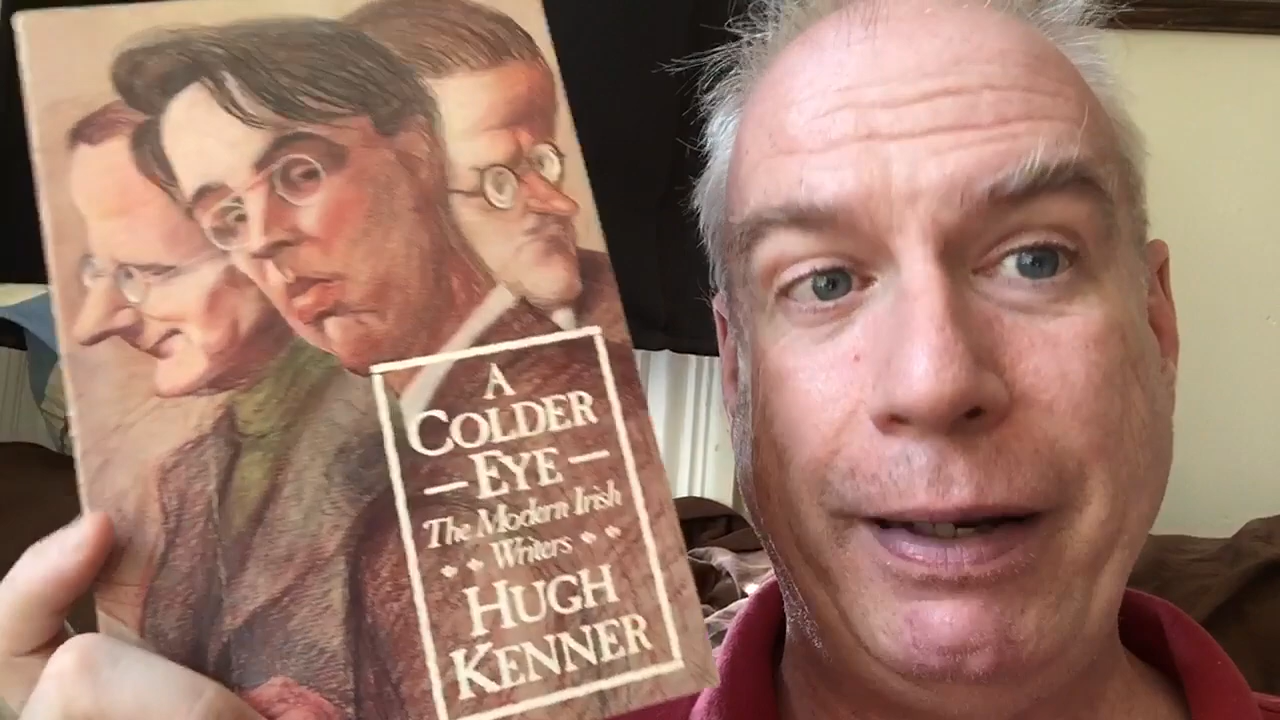 A
COLDER
— EYE —
The Modern Irish
Writers
HUGH
KENNER